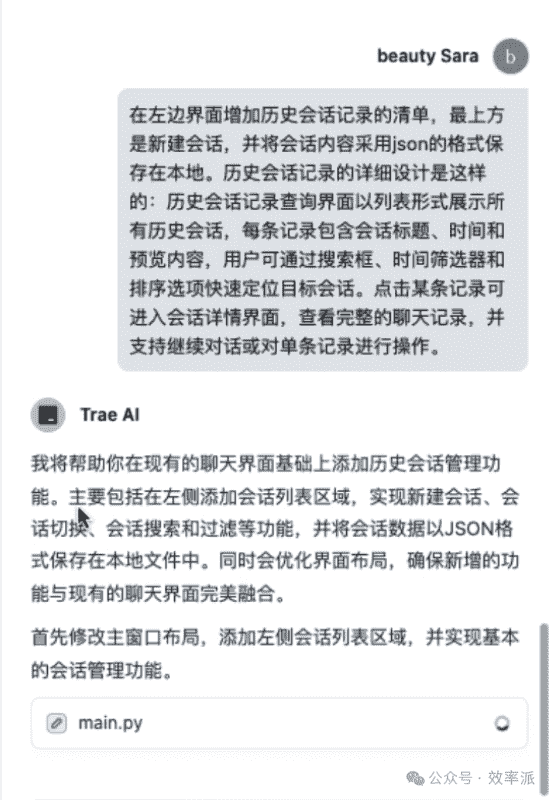 beauty Sara
b
在左边界面增加历史会话记录的清单，最上方
是新建会话，并将会话内容采用json的格式保
存在本地。历史会话记录的详细设计是这样
的：历史会话记录查询界面以列表形式展示所
有历史会话，每条记录包含会话标题、时间和
预览内容，用户可通过搜索框、时间筛选器和
排序选项快速定位目标会话。点击某条记录可
进入会话详情界面，查看完整的聊天记录，并
支持继续对话或对单条记录进行操作。
Trae AI
我将帮助你在现有的聊天界面基础上添加历史会话管理功
能。主要包括在左侧添加会话列表区域，实现新建会话、会
话切换、会话搜索和过滤等功能，并将会话数据以JSON格
式保存在本地文件中。同时会优化界面布局，确保新增的功
能与现有的聊天界面完美融合。
首先修改主窗口布局，添加左侧会话列表区域，并实现基本
的会话管理功能。
main.py
公众号·效率派